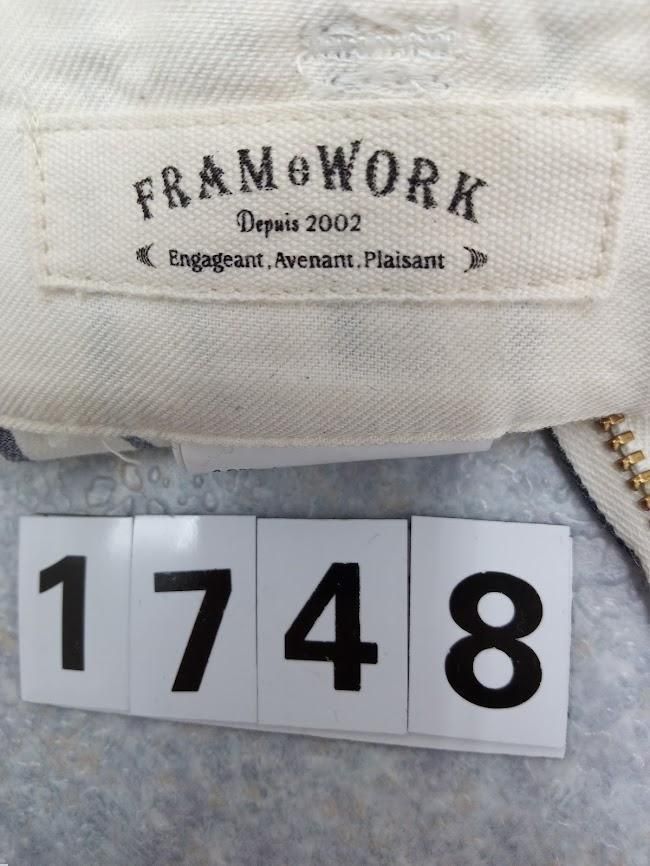 FRAMeWORK
Depuis 2002
Engageant, Avenant, Plaisant
1748